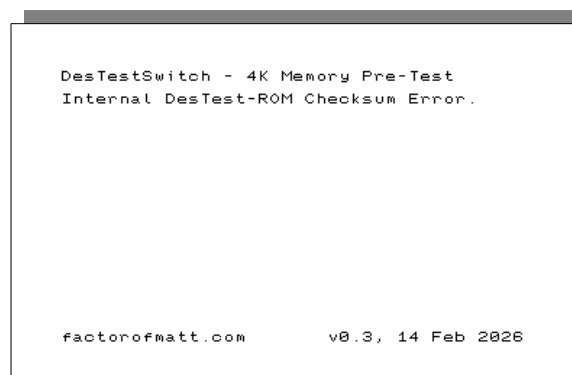 DesTestSwitch - 4K Memory Pre-Test
Internal DesTest-ROM Checksum Error.
factorofmatt.com v0.3, 14 Feb 2026